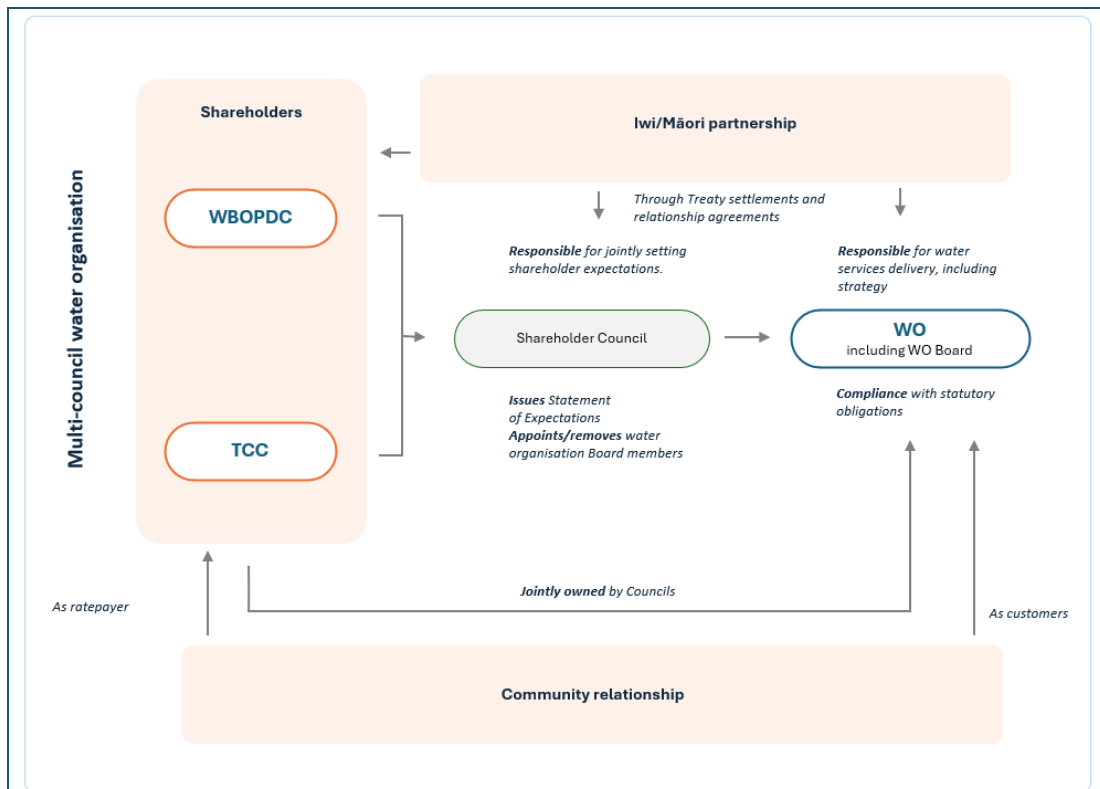 Multi-council water organisation
Shareholders
WBOPDC
TCC
Iwi/Māori partnership
Through Treaty settlements and
relationship agreements
Responsible for jointly setting
shareholder expectations.
Shareholder Council
Issues Statement
of Expectations
Appoints/removes water
organisation Board members
Responsible for water
services delivery, including
strategy
WO
including WO Board
Compliance with statutory
obligations
Jointly owned by Councils
As ratepayer
As customers
Community relationship